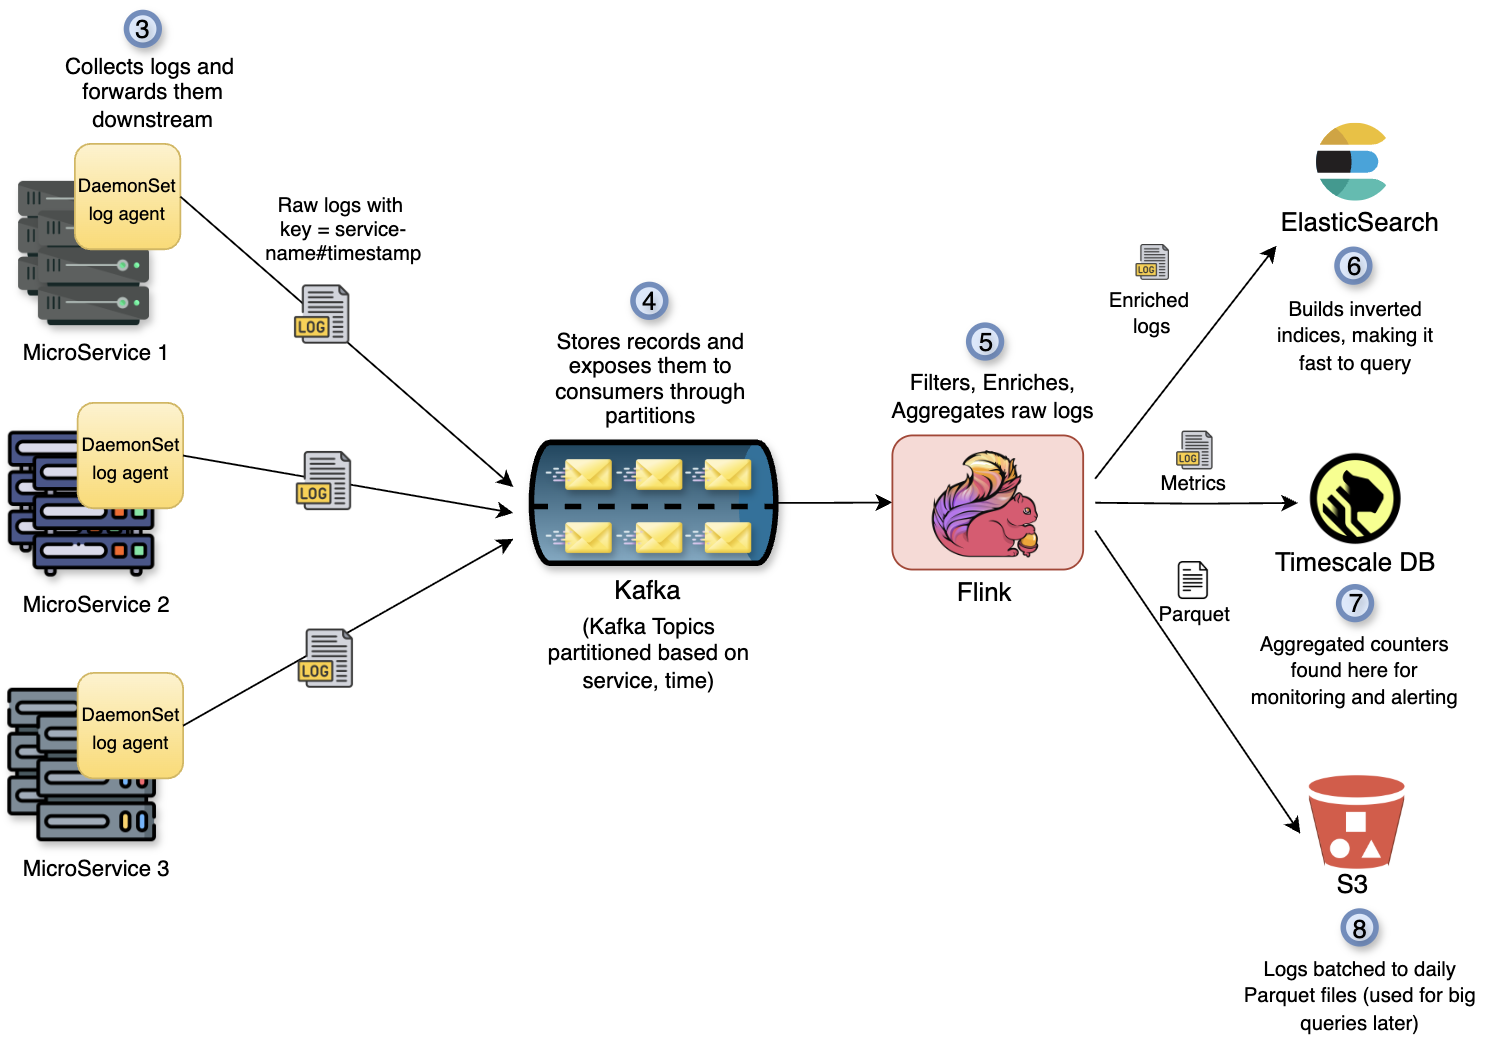 3
Collects logs and
forwards them
downstream
DaemonSet
log agent
MicroService 1
Raw logs with
key = service-
name#timestamp
LOG
DaemonSet
log agent
MicroService 2
LOG
DaemonSet
log agent
MicroService 3
LOG
4
Stores records and
exposes them to
consumers through
partitions
Kafka
(Kafka Topics
partitioned based on
service, time)
5
Filters, Enriches,
Aggregates raw logs
Flink
LOG
Enriched
logs
LOG
Metrics
Parquet
ElasticSearch
6
Builds inverted
indices, making it
fast to query
Timescale DB
7
Aggregated counters
found here for
monitoring and alerting
S3
8
Logs batched to daily
Parquet files (used for big
queries later)